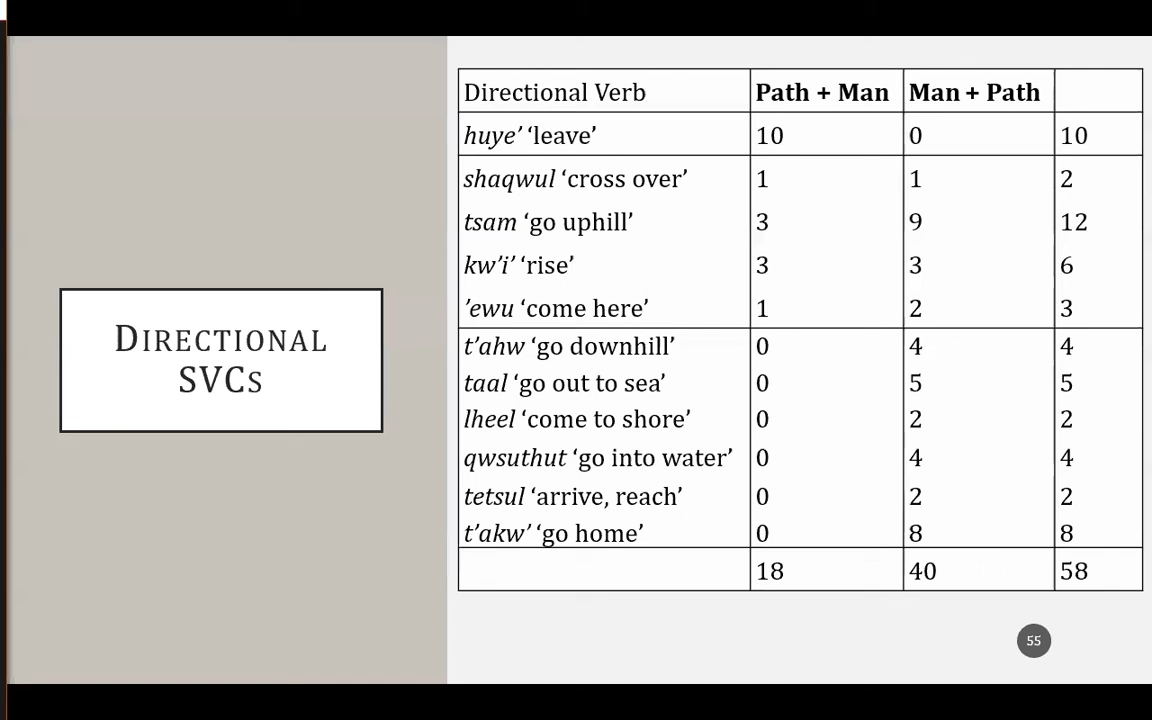 DIRECTIONAL
SVCS
Directional Verb Path + Man Man + Path
huye’ ‘leave’ 10 0 10
shaqwul ‘cross over’ 1 1 2
tsam ‘go uphill’ 3 9 12
kw’i’ ‘rise’ 3 3 6
’ewu ‘come here’ 1 2 3
t’ahw ‘go downhill’ 0 4 4
taal ‘go out to sea’ 0 5 5
lheel ‘come to shore’ 0 2 2
qwsuthut ‘go into water’ 0 4 4
tetsul ‘arrive, reach’ 0 2 2
t’akw’ ‘go home’ 0 8 8
18 40 58
55